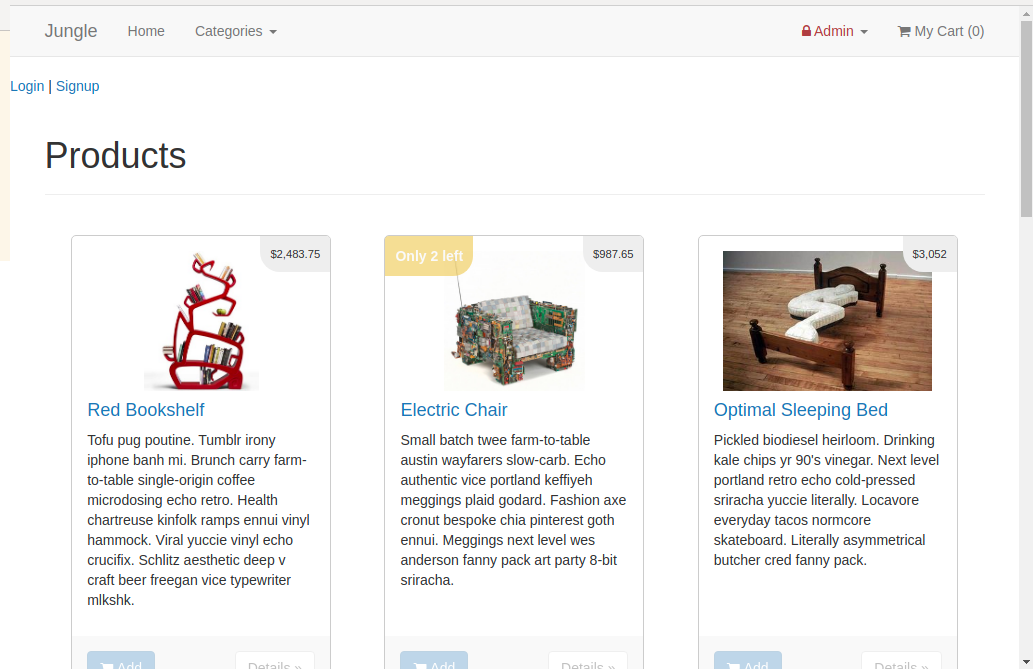 Jungle Home Categories Admin My Cart (0)
Login | Signup
Products
$2,483.75
Red Bookshelf
Tofu pug poutine. Tumblr irony
iphone banh mi. Brunch carry farm-
to-table single-origin coffee
microdosing echo retro. Health
chartreuse kinfolk ramps ennui vinyl
hammock. Viral yuccie vinyl echo
crucifix. Schlitz aesthetic deep v
craft beer freegan vice typewriter
mlkshk.
Add Details »
Only 2 left $987.65
Electric Chair
Small batch twee farm-to-table
austin wayfarers slow-carb. Echo
authentic vice portland keffiyeh
meggings plaid godard. Fashion axe
cronut bespoke chia pinterest goth
ennui. Meggings next level wes
anderson fanny pack art party 8-bit
sriracha.
Add Details »
$3,052
Optimal Sleeping Bed
Pickled biodiesel heirloom. Drinking
kale chips yr 90's vinegar. Next level
portland retro echo cold-pressed
sriracha yuccie literally. Locavore
everyday tacos normcore
skateboard. Literally asymmetrical
butcher cred fanny pack.
Add Details »